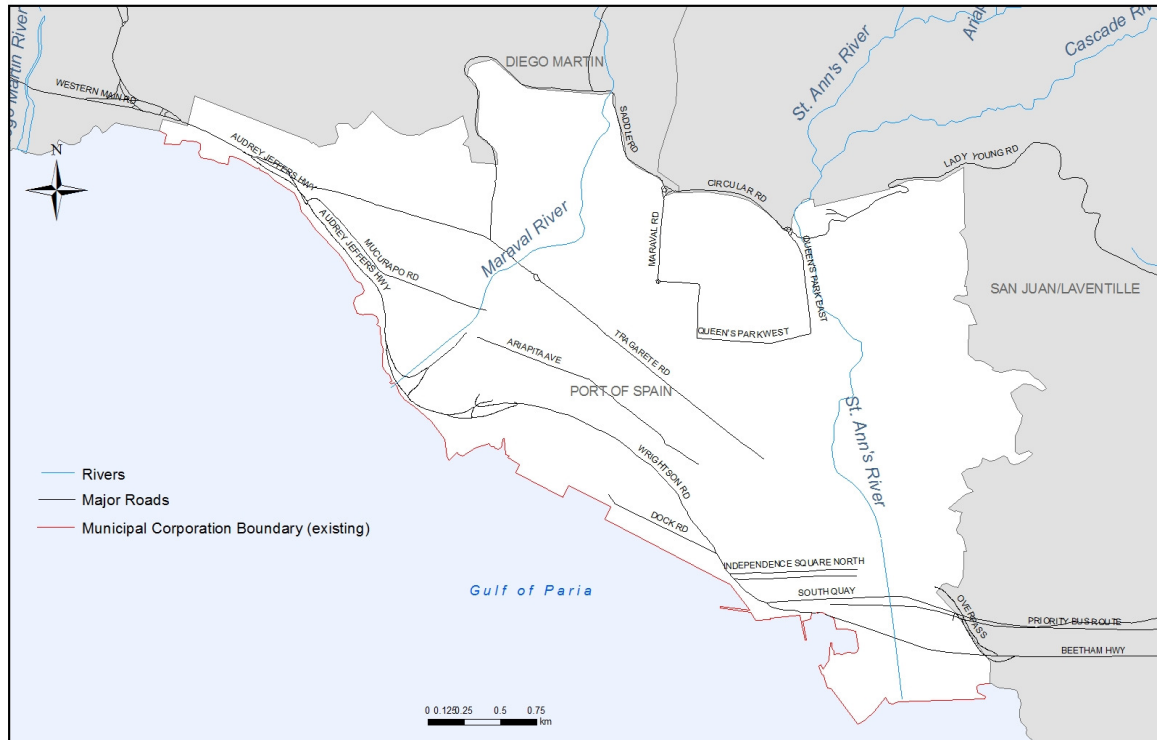 Diego Martin River
WESTERN MAIN RD
DIEGO MARTIN
St. Ann's River
Cascade
N
AUDREY JEFFERS HWY
SADDLE RD
LADY YOUNG RD
CIRCULAR RD
AUDREY JEFFERS HWY
MUCURAPO RD
Maraval River
MARAVAL RD
QUEEN'S PARK EAST
SAN JUAN/LAVENTILLE
QUEEN'S PARK WEST
ARIAPITA AVE
TRAGARETE RD
PORT OF SPAIN
St. Ann's River
WRIGHTSON RD
Rivers
Major Roads
Municipal Corporation Boundary (existing)
DOCK RD
INDEPENDENCE SQUARE NORTH
Gulf of Paria
SOUTH QUAY
OVERPASS
PRIORITY BUS ROUTE
BEETHAM HWY
0 0.125 0.25 0.5 0.75
km